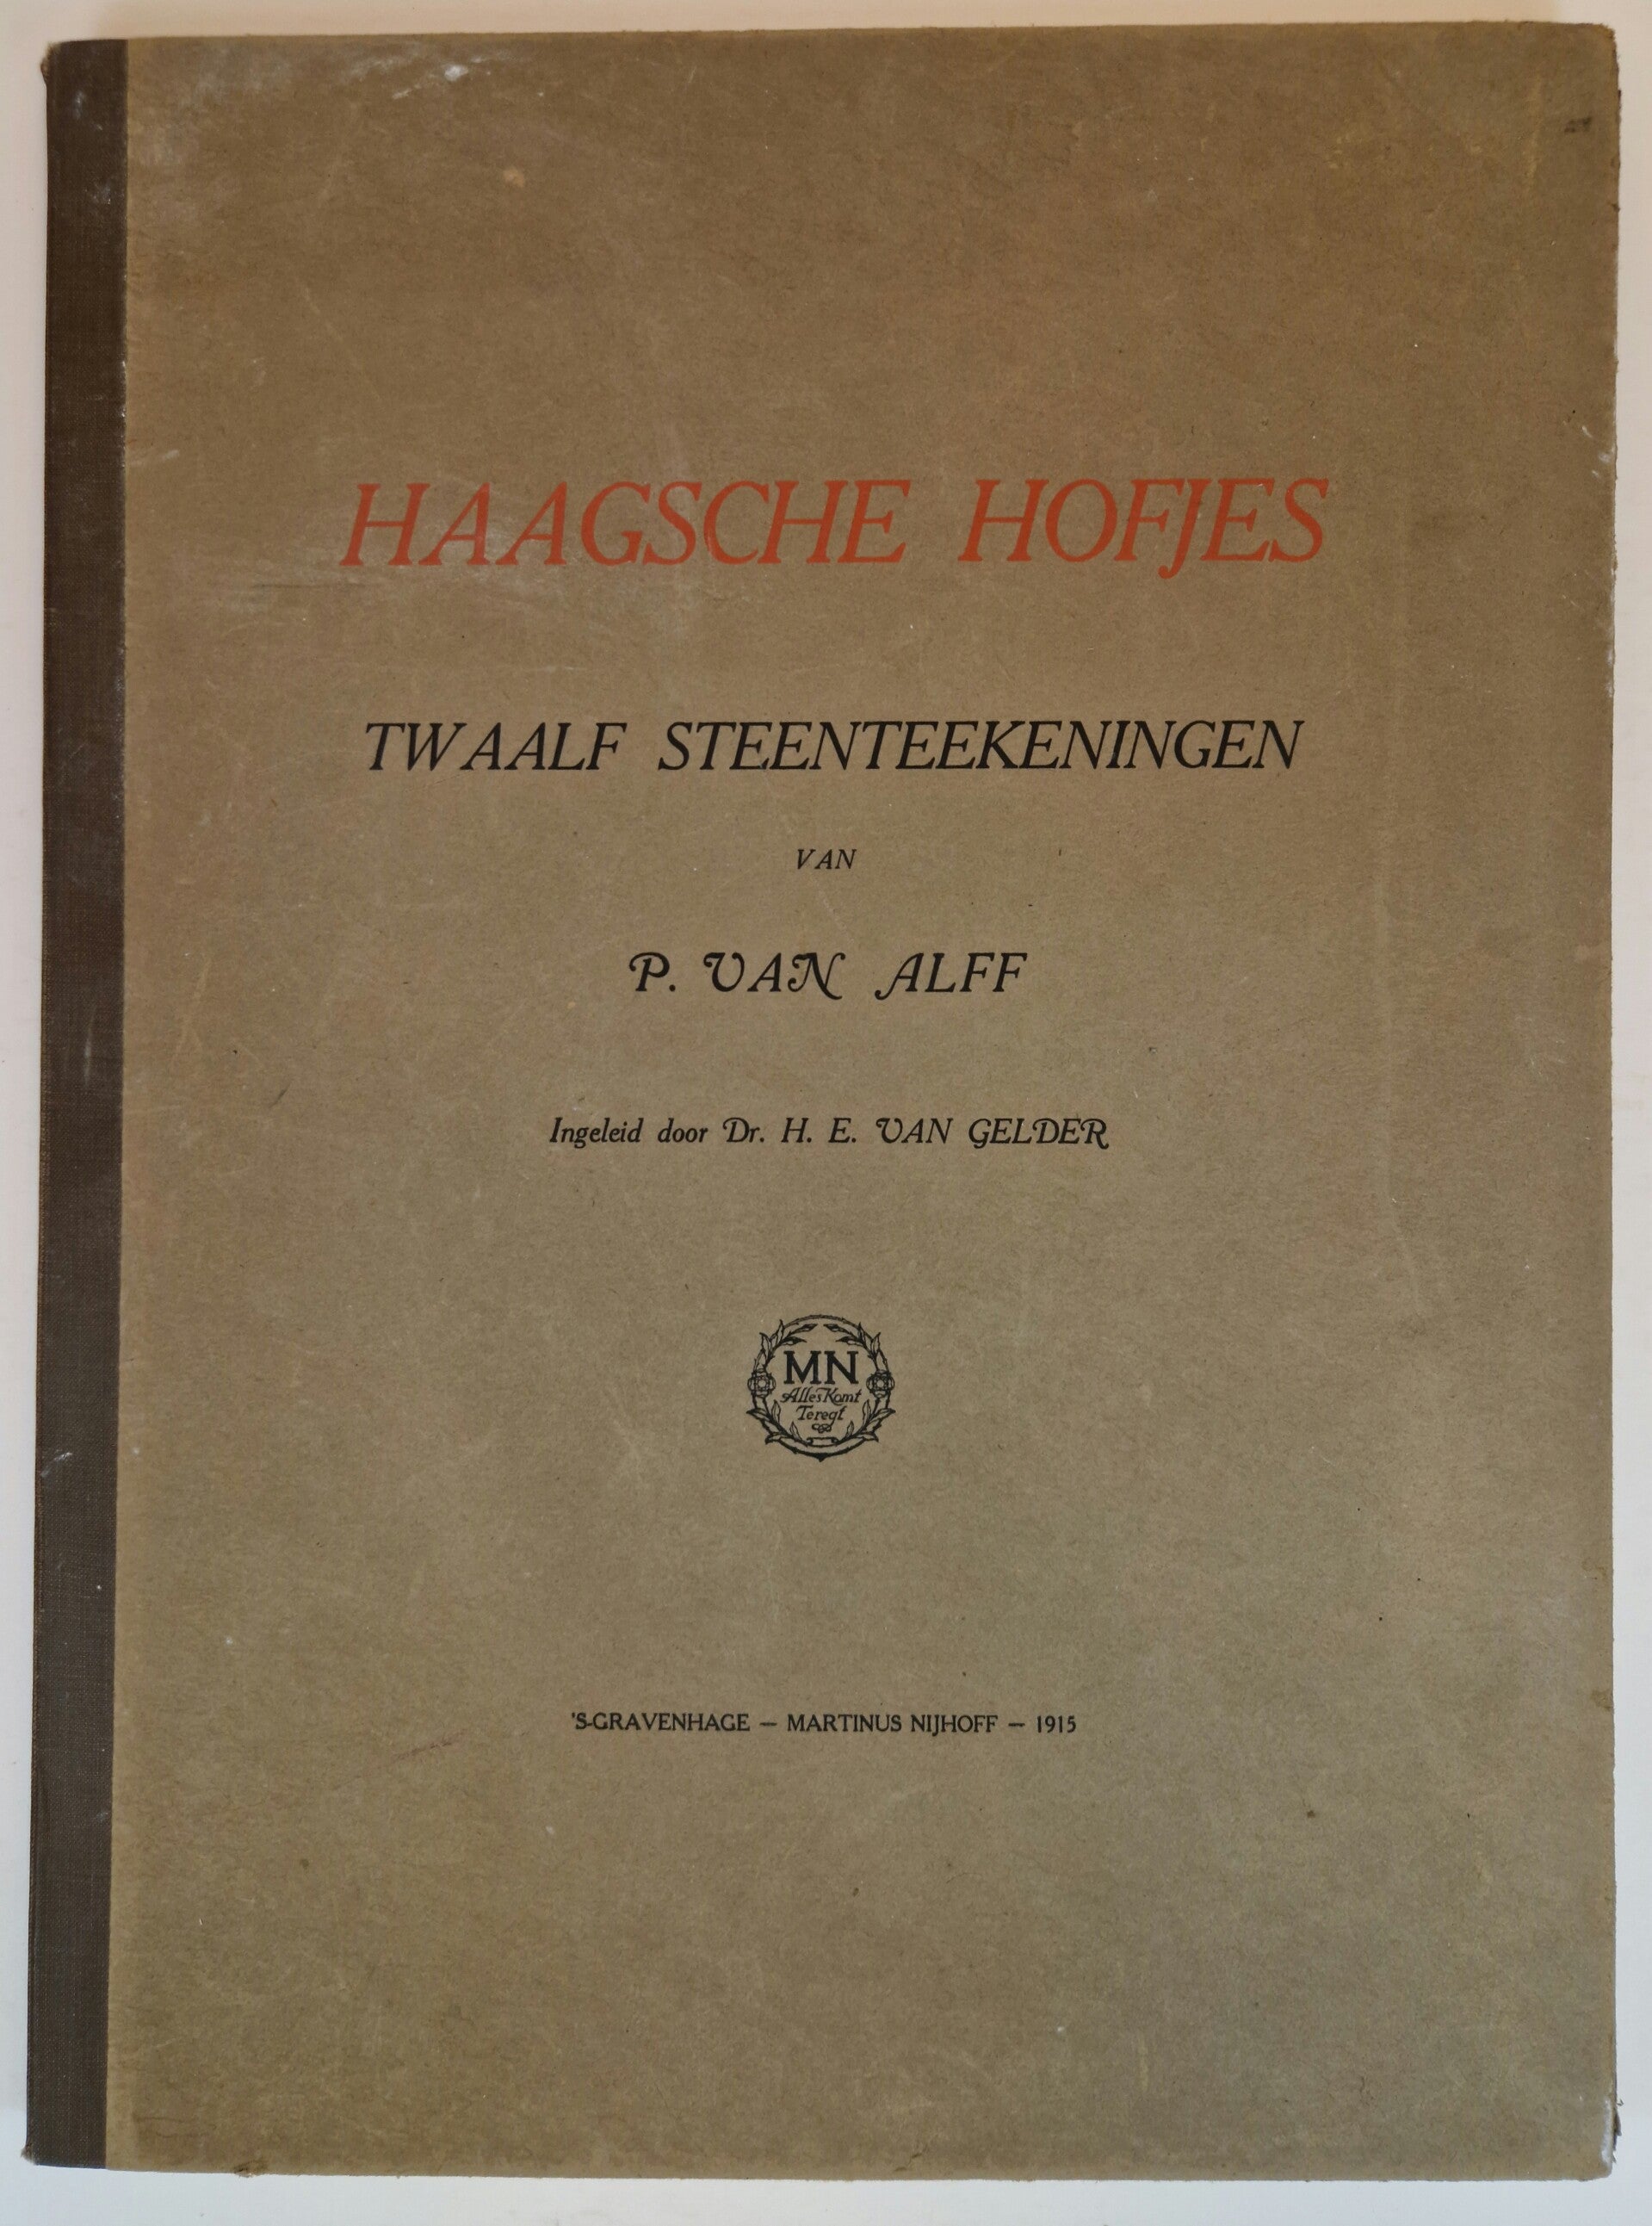 HAAGSCHE HOFJES
TWAALF STEENTEEKENINGEN
VAN
P. VAN ALFF
Ingeleid door Dr. H. E. VAN GELDER
MN
Alles Komt
Teregt
'S-GRAVENHAGE — MARTINUS NIJHOFF — 1915